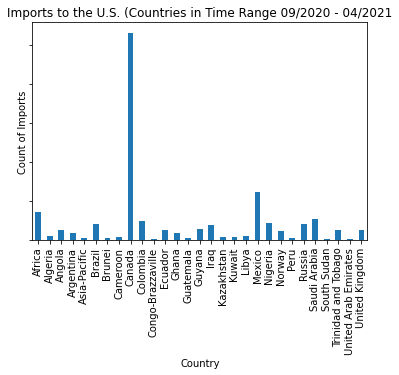 Imports to the U.S. (Countries in Time Range 09/2020 - 04/2021
Count of Imports
Africa
Algeria
Angola
Argentina
Asia-Pacific
Brazil
Brunei
Cameroon
Canada
Colombia
Congo-Brazzaville
Ecuador
Ghana
Guatemala
Guyana
Iraq
Kazakhstan
Kuwait
Libya
Mexico
Nigeria
Norway
Peru
Russia
Saudi Arabia
South Sudan
Trinidad and Tobago
United Arab Emirates
United Kingdom
Country